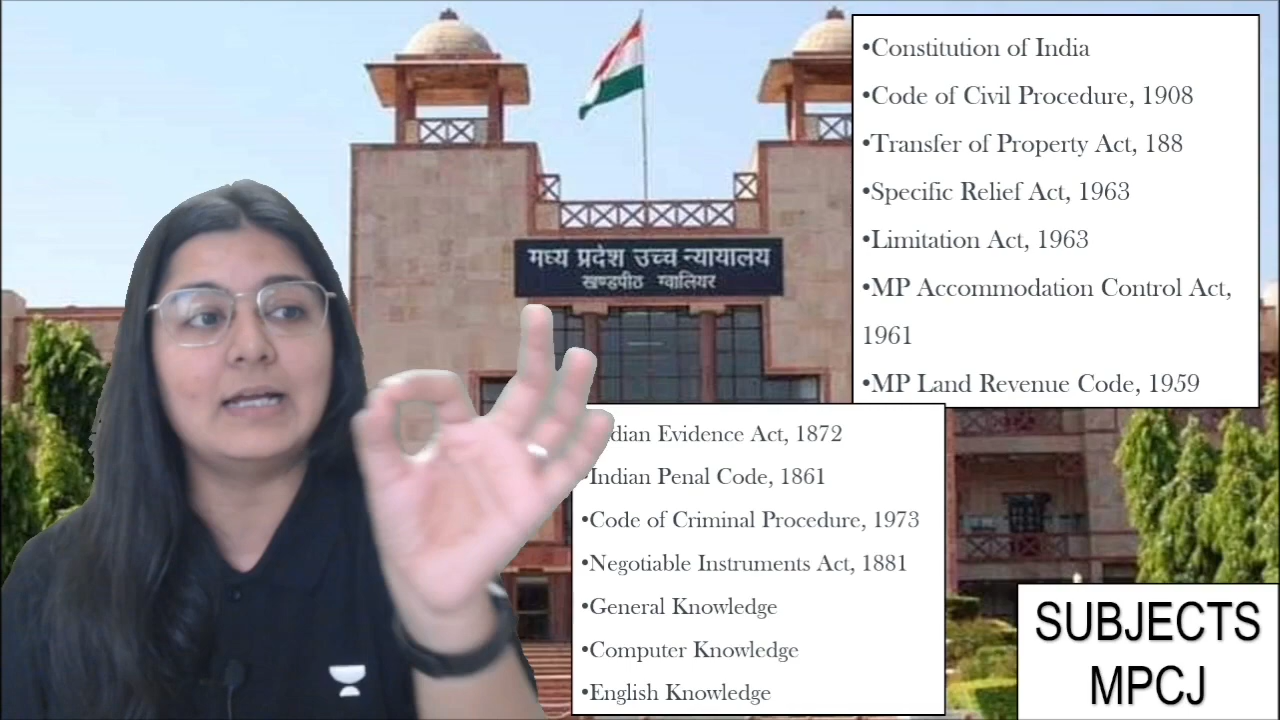 •Constitution of India
•Code of Civil Procedure, 1908
•Transfer of Property Act, 188
•Specific Relief Act, 1963
•Limitation Act, 1963
•MP Accommodation Control Act,
1961
•MP Land Revenue Code, 1959
मध्य प्रदेश उच्च न्यायालय
खण्डपीठ ग्वालियर
Evidence Act, 1872
•Indian Penal Code, 1861
•Code of Criminal Procedure, 1973
•Negotiable Instruments Act, 1881
•General Knowledge
•Computer Knowledge
•English Knowledge
SUBJECTS
MPCJ